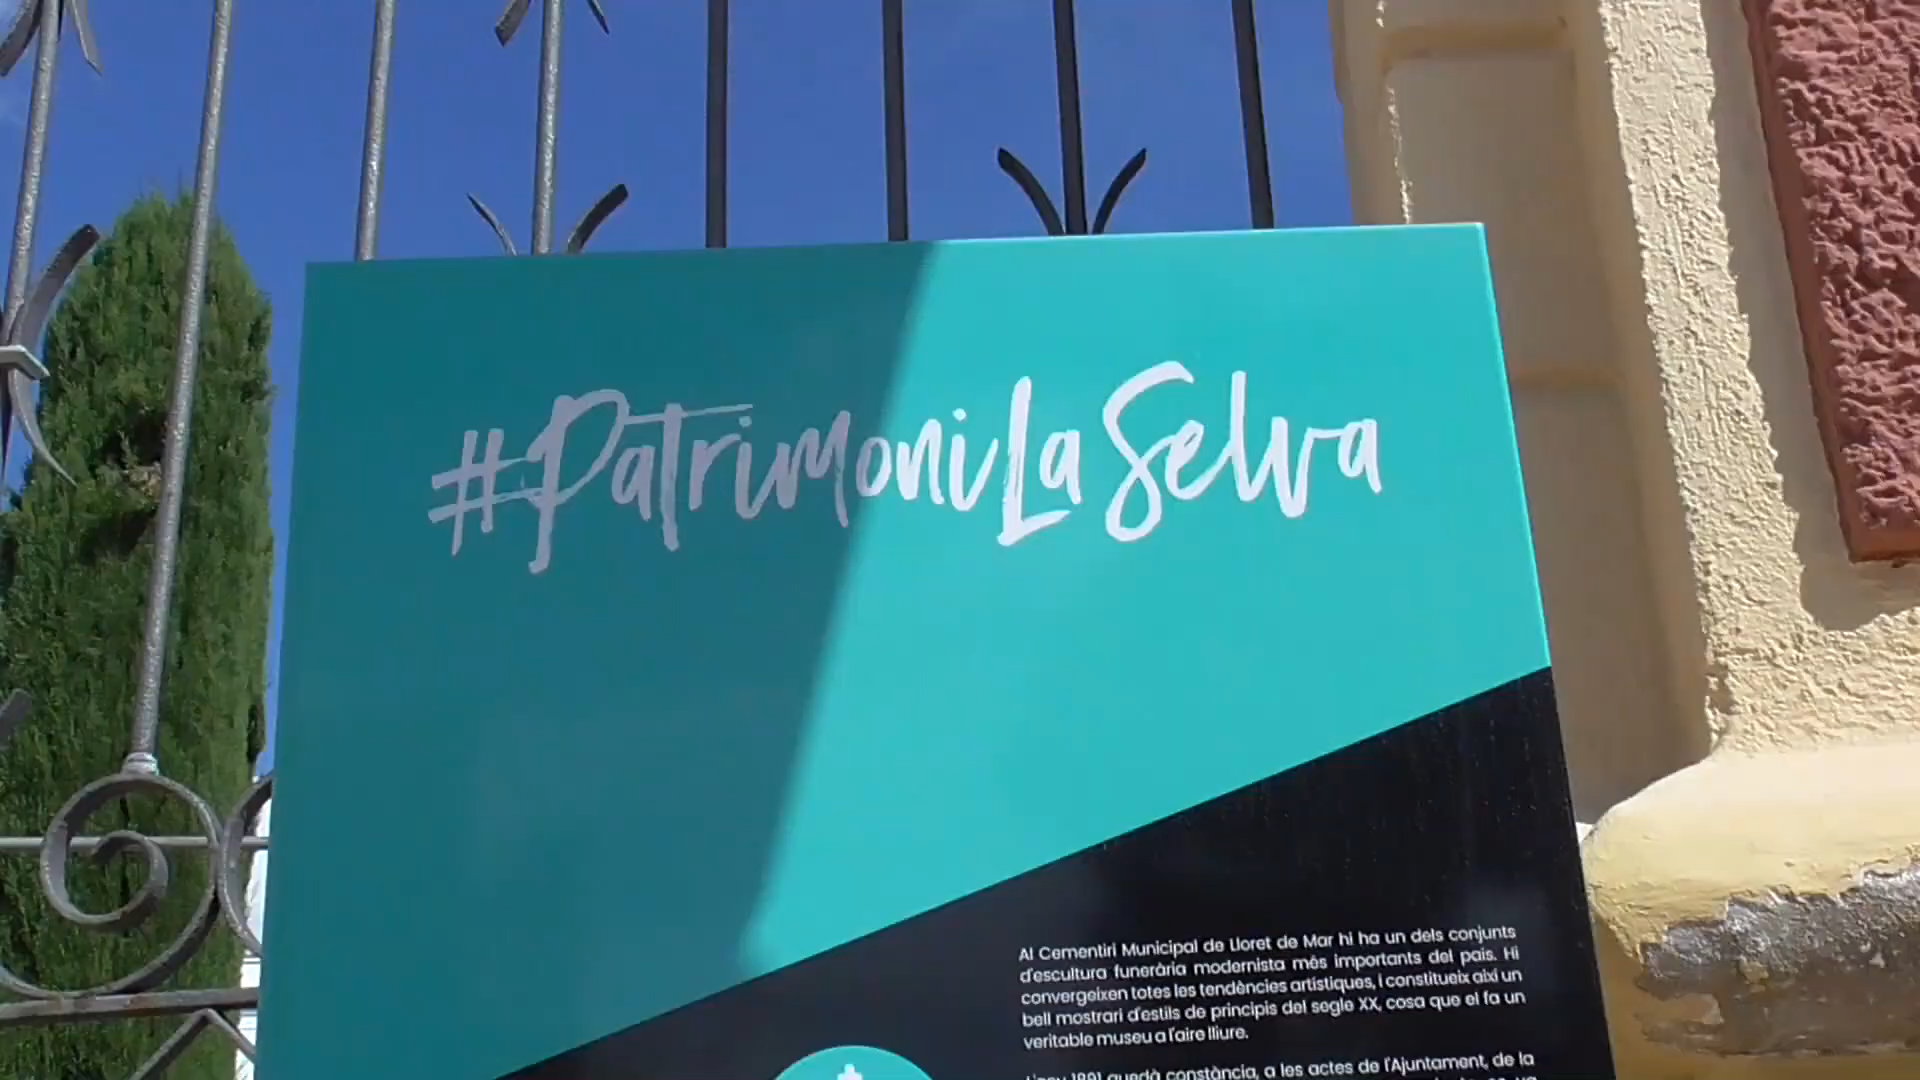 #PatrimoniLaSelva
Al Cementiri Municipal de Lloret de Mar hi ha un dels conjunts
d'escultura funerària modernista més importants del país. Hi
convergeixen totes les tendències artístiques, i constitueix així un
bell mostrari d'estils de principis del segle XX, cosa que el fa un
veritable museu a l'aire lliure.
L'any 1891 quedà constància, a les actes de l'Ajuntament, de la